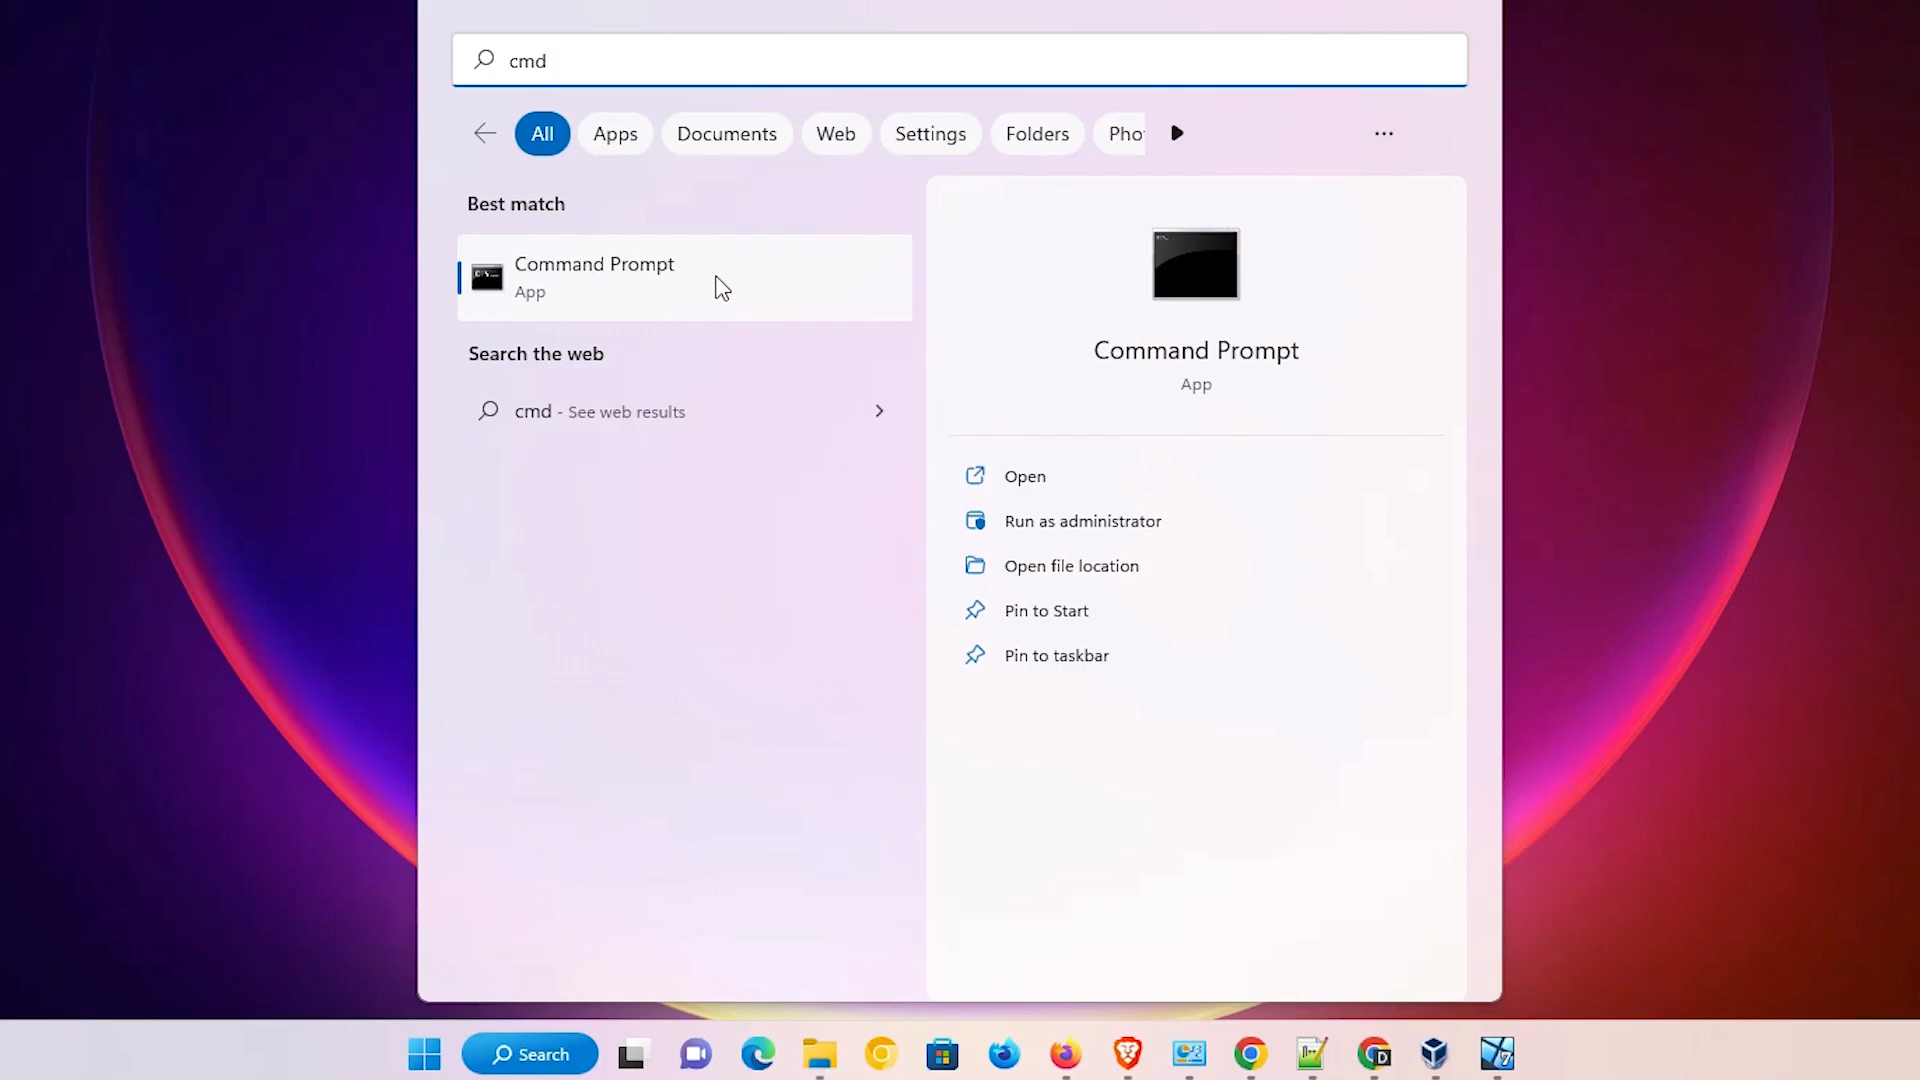 cmd
All Apps Documents Web Settings Folders Pho
Best match
Command Prompt
App
Search the web
cmd - See web results
Command Prompt
App
Open
Run as administrator
Open file location
Pin to Start
Pin to taskbar
Search